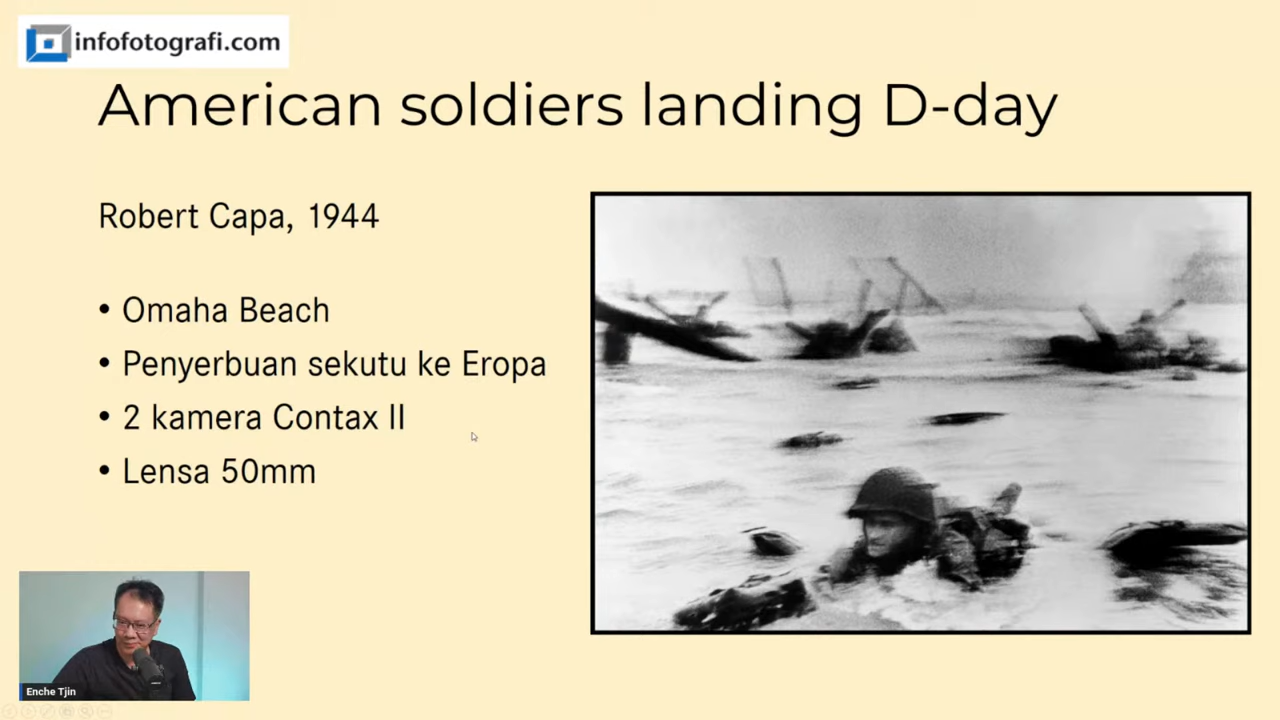 infofotografi.com
American soldiers landing D-day
Robert Capa, 1944
• Omaha Beach
• Penyerbuan sekutu ke Eropa
• 2 kamera Contax II
• Lensa 50mm
Enche Tjin